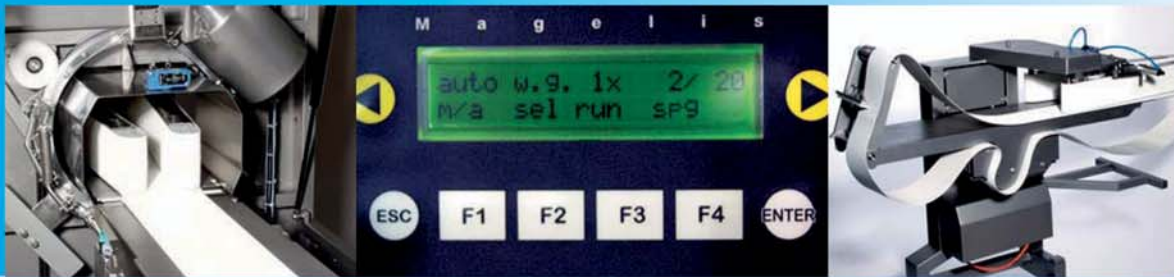 Magelis
auto w.g. 1x 2/ 20
m/a sel run spg
ESC F1 F2 F3 F4 ENTER